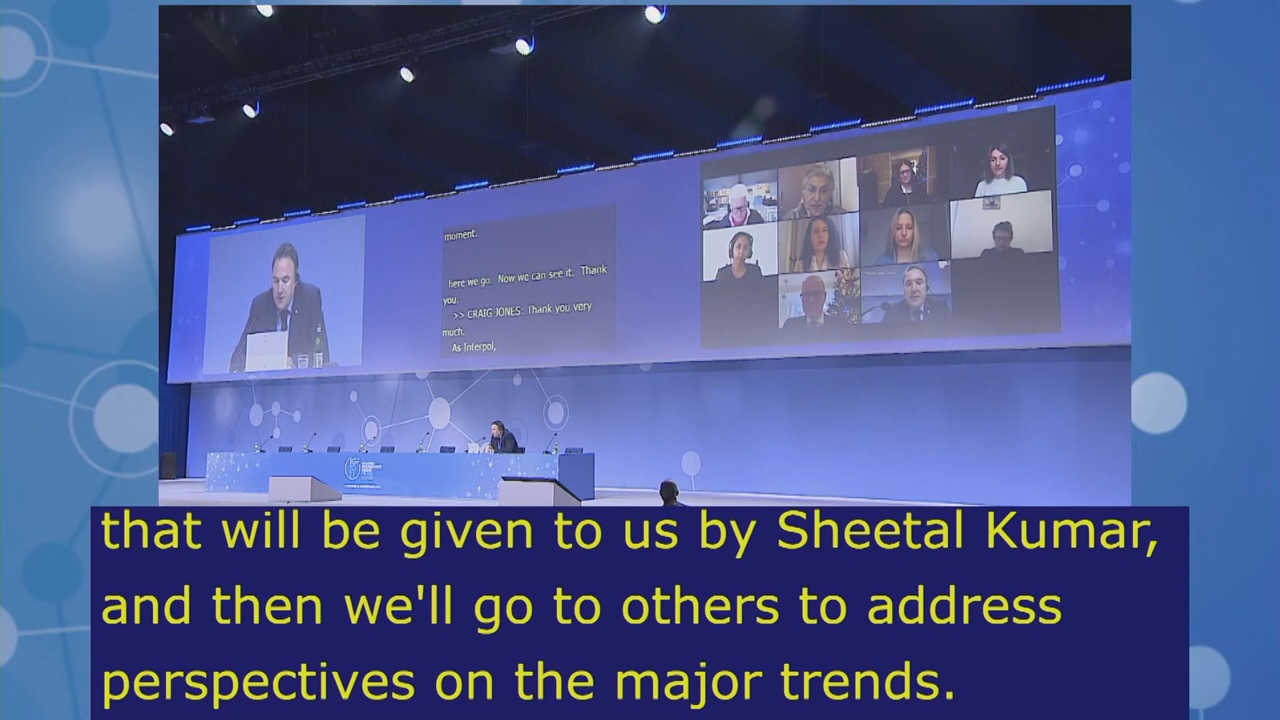 moment.
here we go. Now we can see it. Thank
you.
>> CRAIG JONES: Thank you very
much.
As Interpol,
that will be given to us by Sheetal Kumar,
and then we'll go to others to address
perspectives on the major trends.